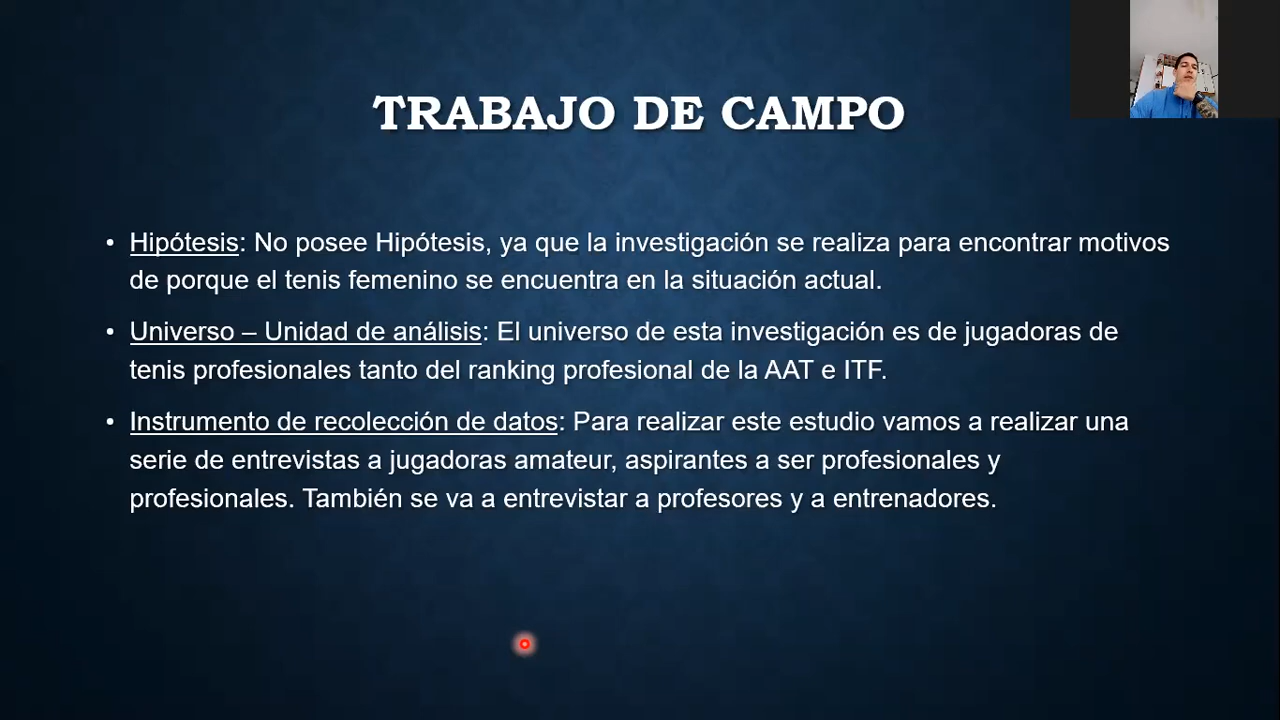 TRABAJO DE CAMPO
• Hipótesis: No posee Hipótesis, ya que la investigación se realiza para encontrar motivos
de porque el tenis femenino se encuentra en la situación actual.
• Universo – Unidad de análisis: El universo de esta investigación es de jugadoras de
tenis profesionales tanto del ranking profesional de la AAT e ITF.
• Instrumento de recolección de datos: Para realizar este estudio vamos a realizar una
serie de entrevistas a jugadoras amateur, aspirantes a ser profesionales y
profesionales. También se va a entrevistar a profesores y a entrenadores.